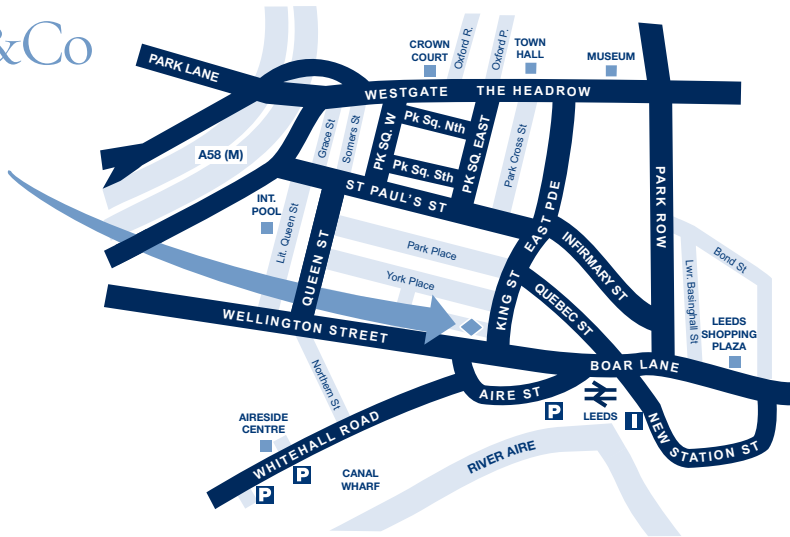 &Co
PARK LANE
CROWN
COURT
Oxford R.
Oxford P.
TOWN
HALL
MUSEUM
WESTGATE
THE HEADROW
Grace St
Somers St
PK SQ. W
Pk Sq. Nth
Pk Sq. Sth
PK SQ. EAST
Park Cross St
A58 (M)
ST PAUL'S ST
EAST PDE
PARK ROW
INT.
POOL
Lit. Queen St
QUEEN ST
Park Place
York Place
KING ST
INFIRMARY ST
QUEBEC ST
Bond St
Lwr. Basinghall St
LEEDS
SHOPPING
PLAZA
WELLINGTON STREET
BOAR LANE
Northern St
AIRE ST
P
LEEDS
I
NEW STATION ST
AIRESIDE
CENTRE
WHITEHALL ROAD
P
P
CANAL
WHARF
RIVER AIRE